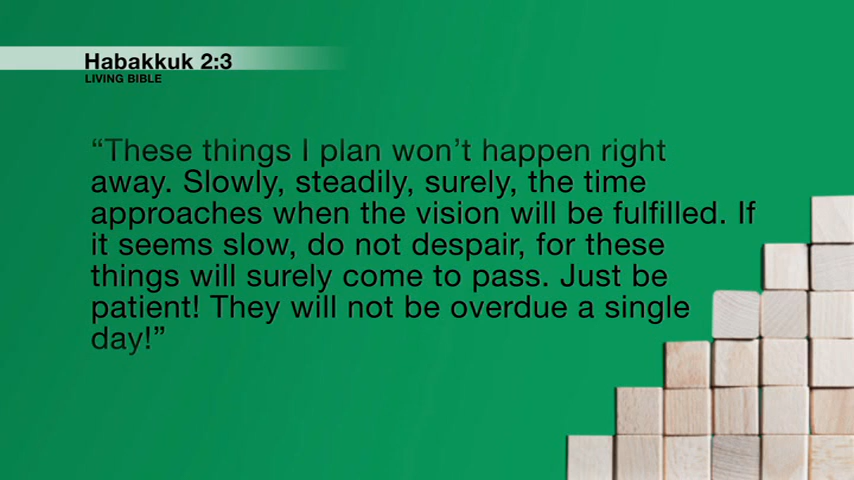 Habakkuk 2:3
LIVING BIBLE
“These things I plan won’t happen right
away. Slowly, steadily, surely, the time
approaches when the vision will be fulfilled. If
it seems slow, do not despair, for these
things will surely come to pass. Just be
patient! They will not be overdue a single
day!”